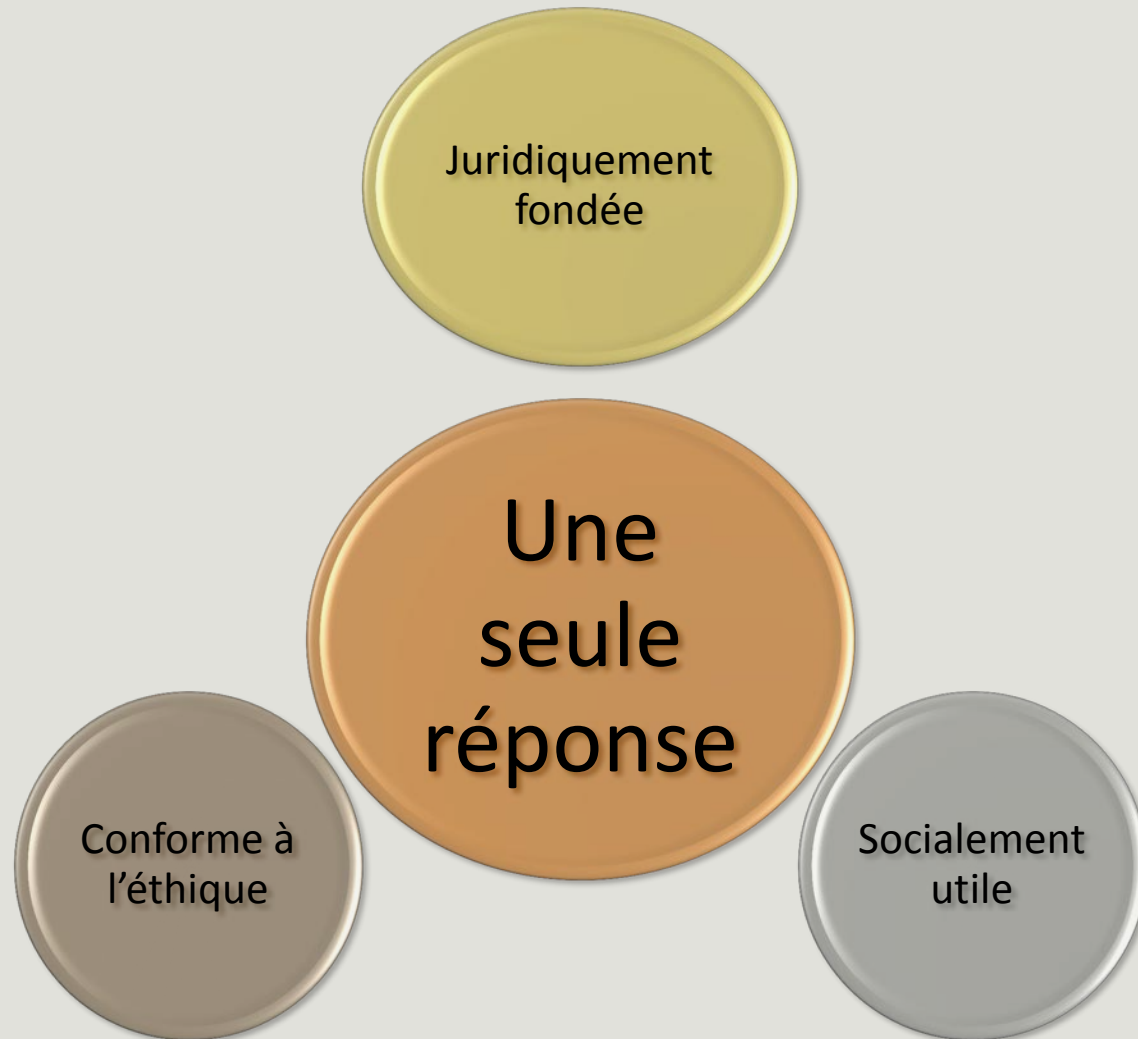 Juridiquement
fondée
Une
seule
réponse
Conforme à
l’éthique
Socialement
utile